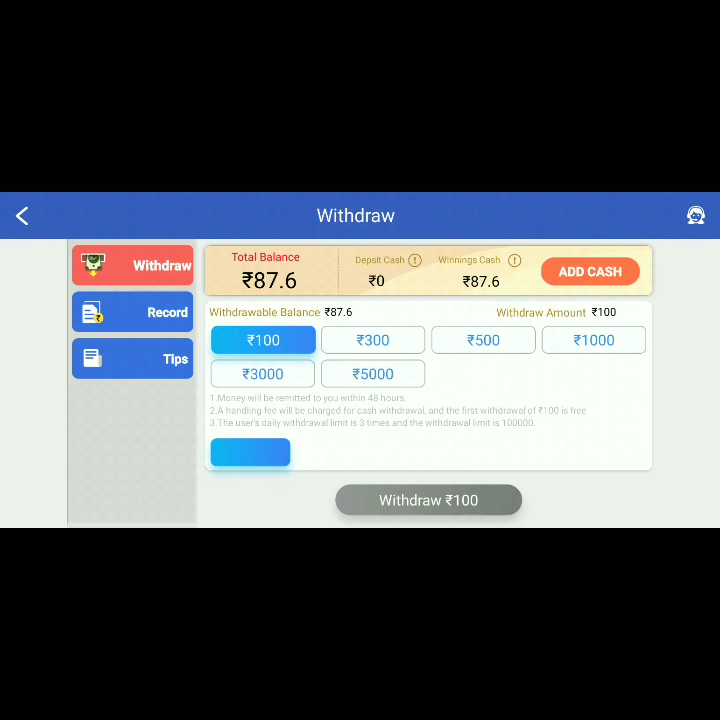 Withdraw
Withdraw
Record
Tips
Total Balance
₹87.6
Depsit Cash
₹0
WInnings Cash
₹87.6
ADD CASH
Withdrawable Balance ₹87.6
Withdraw Amount ₹100
₹100 ₹300 ₹500 ₹1000
₹3000 ₹5000
1.Money will be remitted to you within 48 hours.
2.A handling fee will be charged for cash withdrawal, and the first withdrawal of ₹100 is free
3.The user's daily withdrawal limit is 3 times and the withdrawal limit is 100000.
Withdraw ₹100